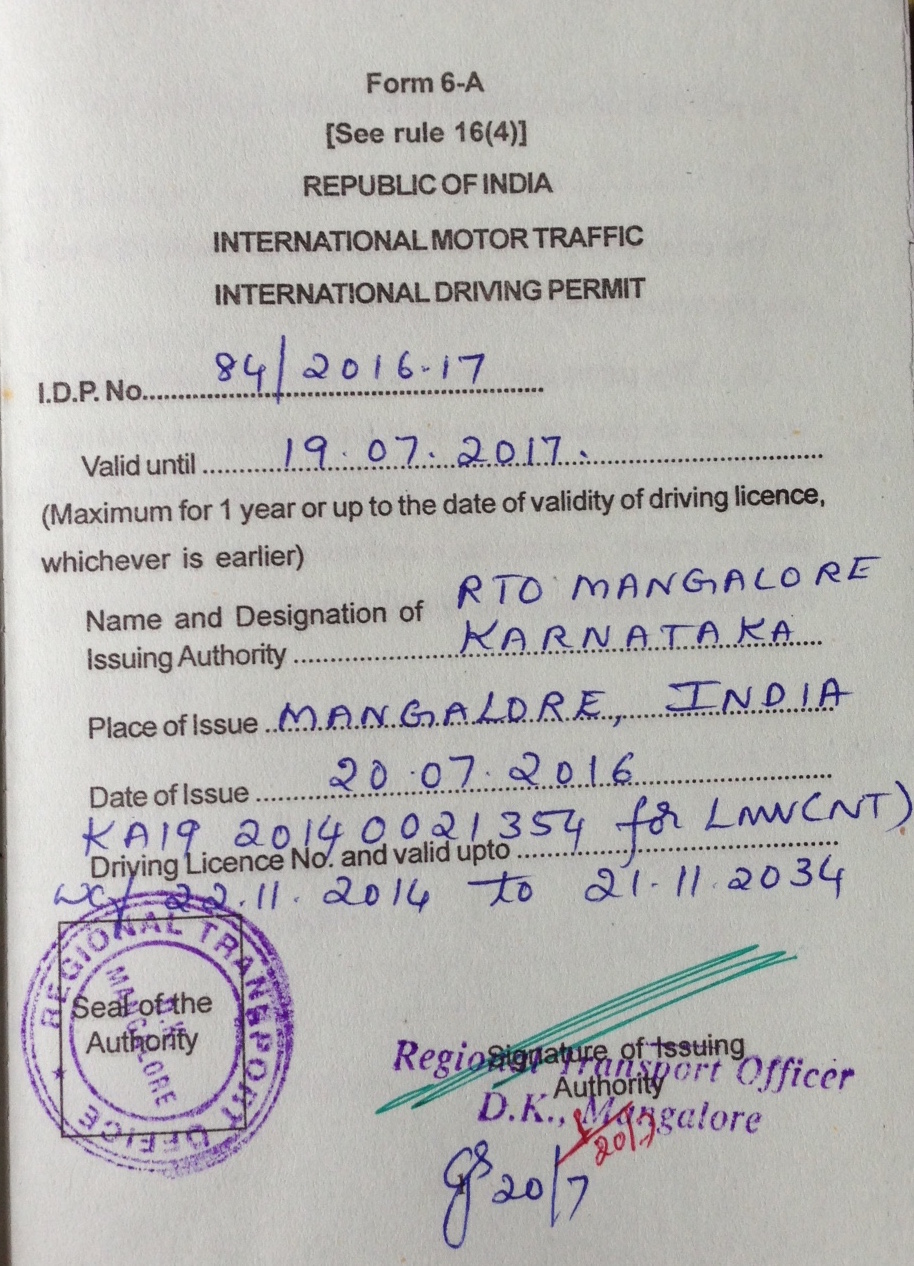 Form 6-A
[See rule 16(4)]
REPUBLIC OF INDIA
INTERNATIONAL MOTOR TRAFFIC
INTERNATIONAL DRIVING PERMIT
I.D.P. No. 84/2016-17
Valid until 19.07.2017.
(Maximum for 1 year or up to the date of validity of driving licence,
whichever is earlier)
RTO MANGALORE
Name and Designation of
Issuing Authority KARNATAKA
Place of Issue MANGALORE, INDIA
Date of Issue 20.07.2016
KA19 20140021354 for LMV(NT)
Driving Licence No. and valid upto
22.11.2014 to 21.11.2034
REGIONAL TRANSPORT OFFICE
MANGALORE
Seal of the
Authority
Signature of Issuing
Authority
Regional Transport Officer
D.K., Mangalore
20/7
20/7